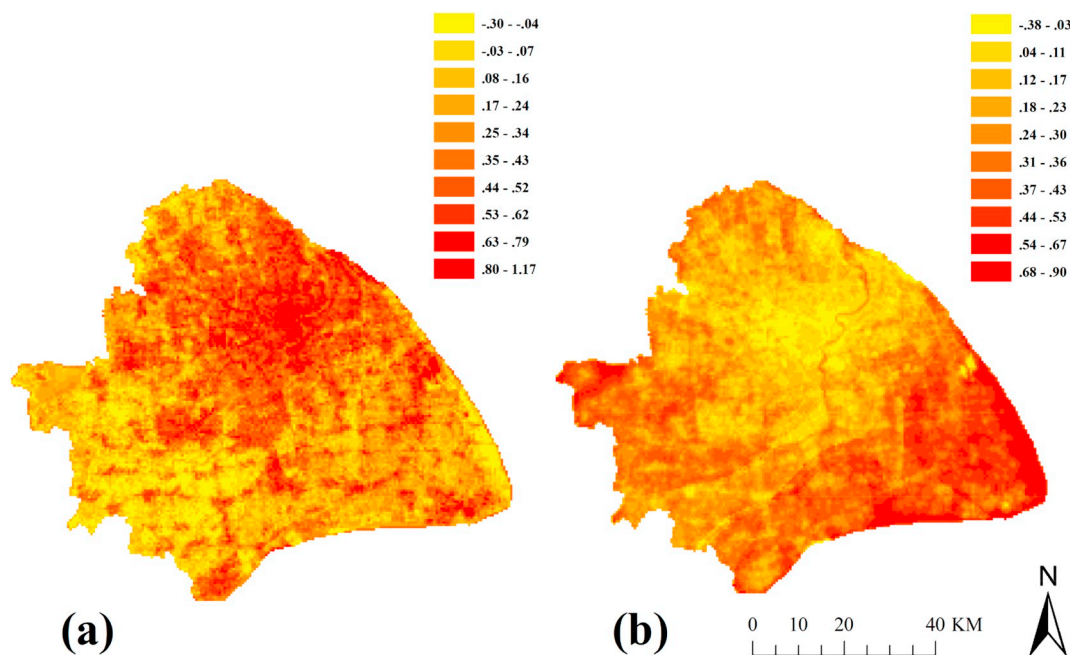 -.30 - -.04
-.03 - .07
.08 - .16
.17 - .24
.25 - .34
.35 - .43
.44 - .52
.53 - .62
.63 - .79
.80 - 1.17
-.38 - .03
.04 - .11
.12 - .17
.18 - .23
.24 - .30
.31 - .36
.37 - .43
.44 - .53
.54 - .67
.68 - .90
(a)
(b)
0 10 20 40 KM
N